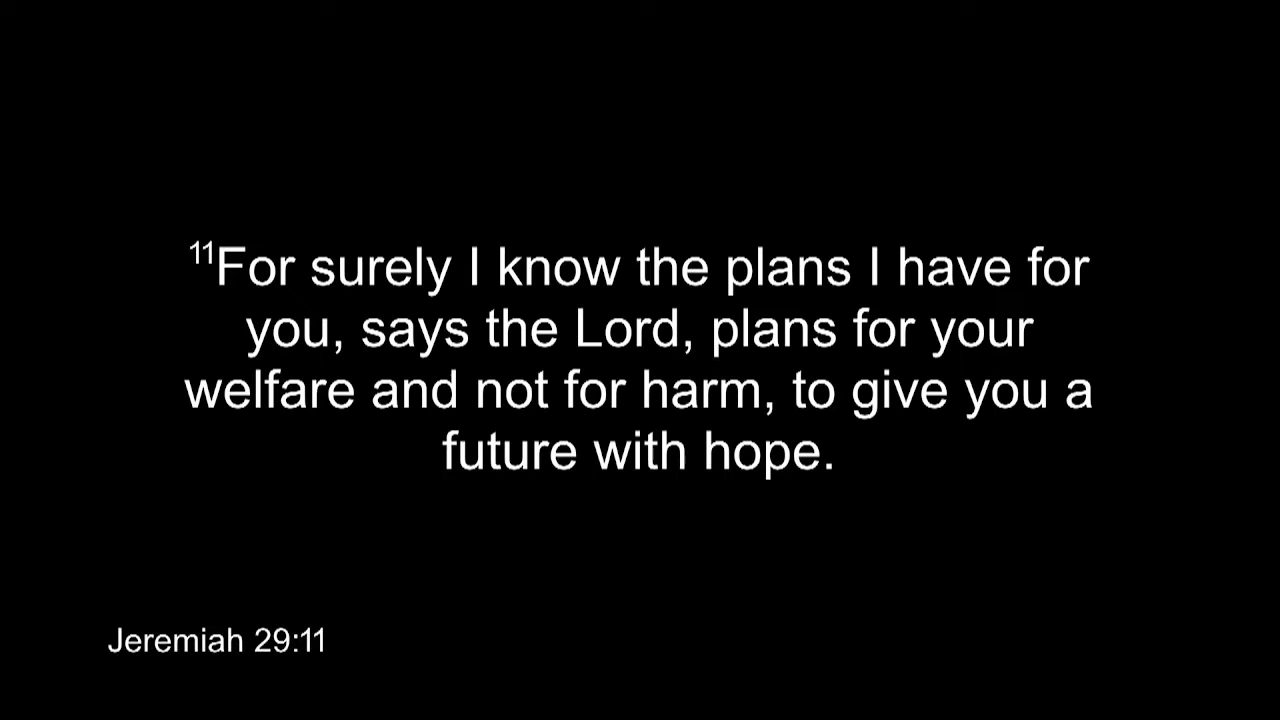 ¹¹For surely I know the plans I have for
you, says the Lord, plans for your
welfare and not for harm, to give you a
future with hope.
Jeremiah 29:11